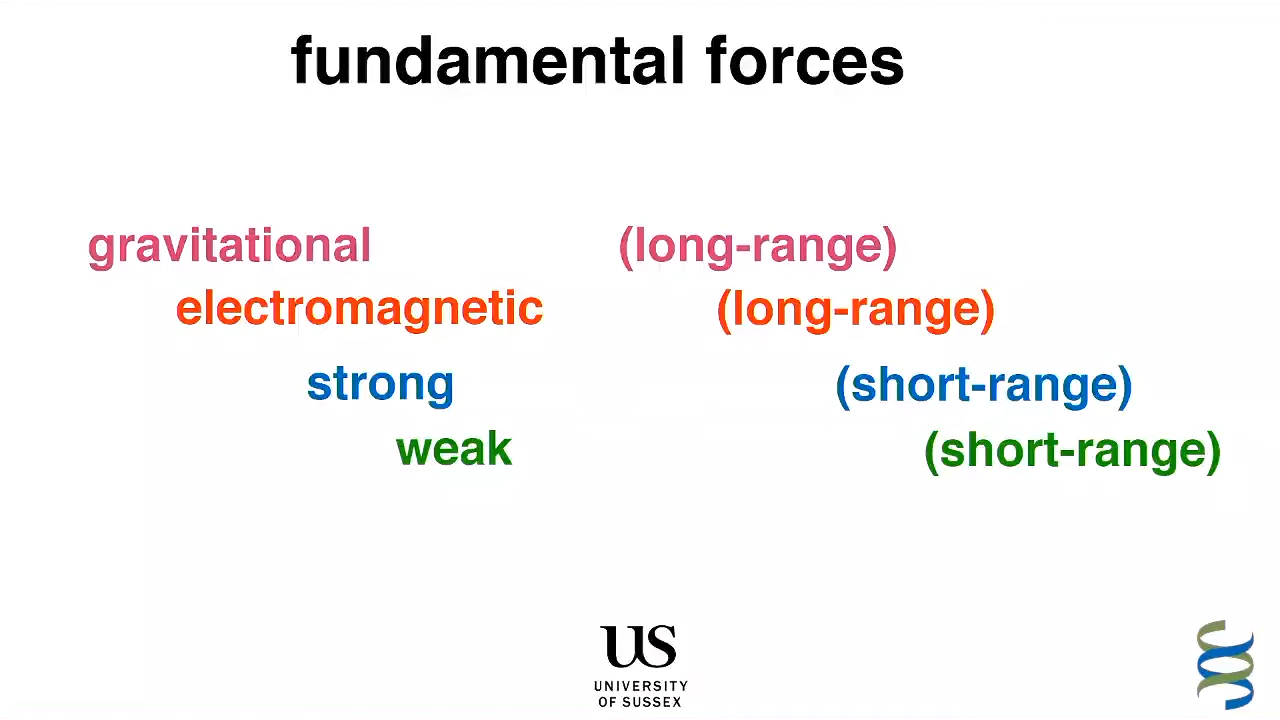 fundamental forces
gravitational (long-range)
electromagnetic (long-range)
strong (short-range)
weak (short-range)
US
UNIVERSITY
OF SUSSEX